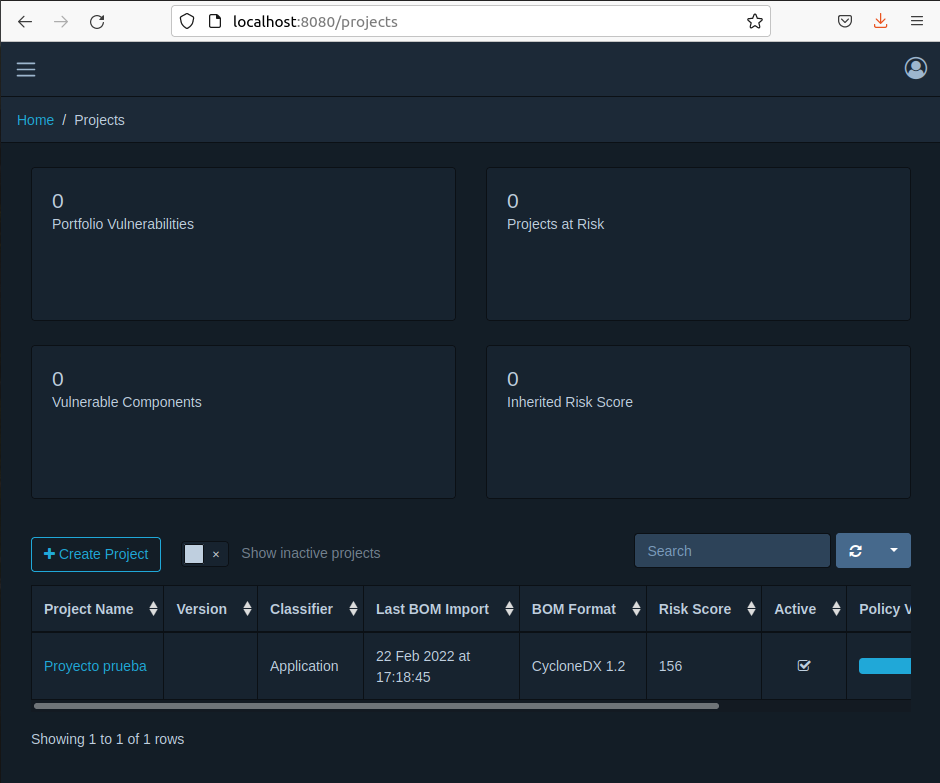 localhost:8080/projects
Home / Projects
0
Portfolio Vulnerabilities
0
Projects at Risk
0
Vulnerable Components
0
Inherited Risk Score
Create Project
Show inactive projects
Search
Project Name Version Classifier Last BOM Import BOM Format Risk Score Active Policy V
Proyecto prueba Application 22 Feb 2022 at CycloneDX 1.2 156
17:18:45
Showing 1 to 1 of 1 rows